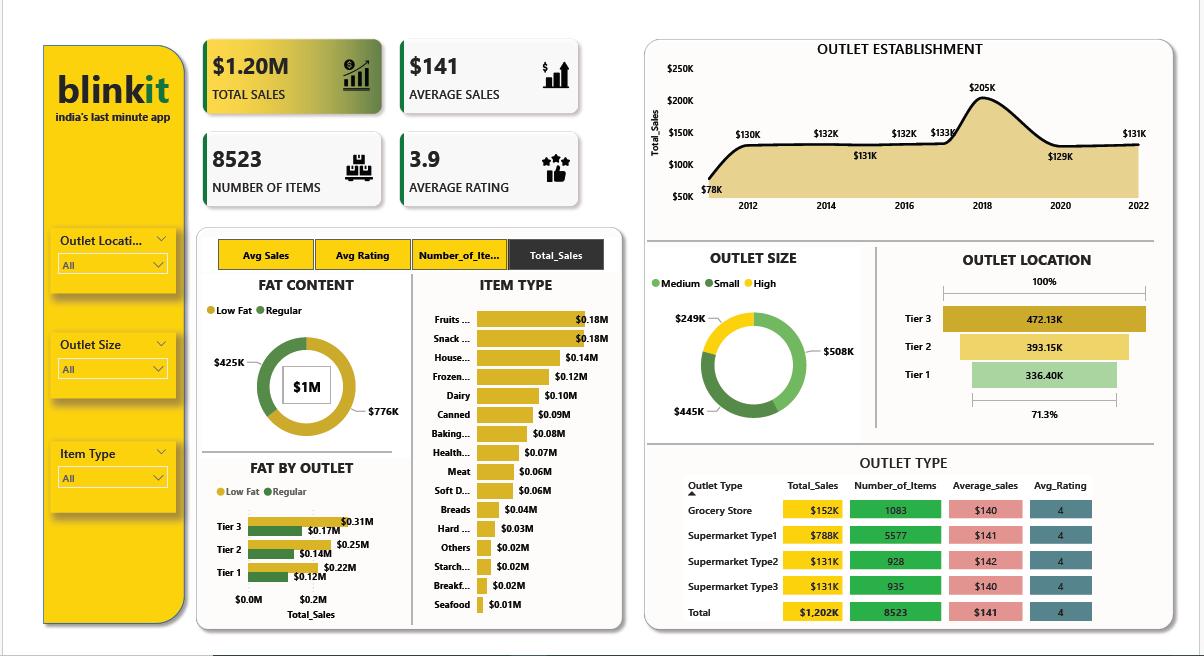 blinkit
india's last minute app
Outlet Locati...
All
Outlet Size
All
Item Type
All
$1.20M
TOTAL SALES
$141
AVERAGE SALES
8523
NUMBER OF ITEMS
3.9
AVERAGE RATING
Avg Sales Avg Rating Number_of_Ite... Total_Sales
FAT CONTENT
Low Fat Regular
$425K
$1M
$776K
FAT BY OUTLET
Low Fat Regular
Tier 3 $0.31M
$0.17M
Tier 2 $0.25M
$0.14M
Tier 1 $0.22M
$0.12M
$0.0M $0.2M
Total_Sales
ITEM TYPE
Fruits ... $0.18M
Snack ... $0.18M
House... $0.14M
Frozen... $0.12M
Dairy $0.10M
Canned $0.09M
Baking... $0.08M
Health... $0.07M
Meat $0.06M
Soft D... $0.06M
Breads $0.04M
Hard ... $0.03M
Others $0.02M
Starch... $0.02M
Breakf... $0.02M
Seafood $0.01M
OUTLET ESTABLISHMENT
Total_Sales
$250K
$200K
$150K
$100K
$50K
$78K
$130K
$132K
$131K
$132K
$133K
$205K
$129K
$131K
2012 2014 2016 2018 2020 2022
OUTLET SIZE
Medium Small High
$249K
$508K
$445K
OUTLET LOCATION
100%
Tier 3 472.13K
Tier 2 393.15K
Tier 1 336.40K
71.3%
OUTLET TYPE
Outlet Type Total_Sales Number_of_Items Average_sales Avg_Rating
Grocery Store $152K 1083 $140 4
Supermarket Type1 $788K 5577 $141 4
Supermarket Type2 $131K 928 $142 4
Supermarket Type3 $131K 935 $140 4
Total $1,202K 8523 $141 4